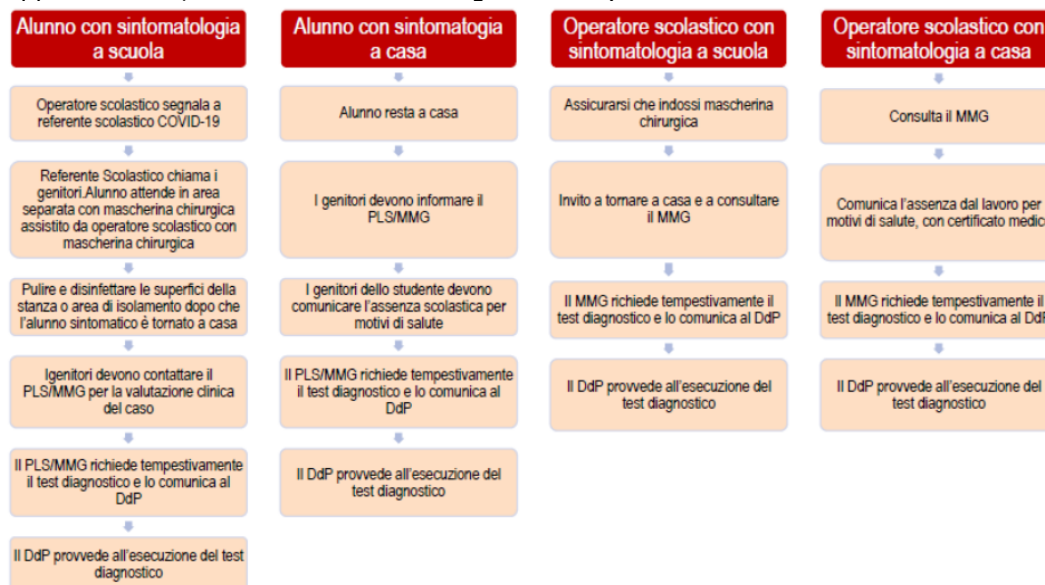 Alunno con sintomatologia
a scuola
Operatore scolastico segnala a
referente scolastico COVID-19
Referente Scolastico chiama i
genitori.Alunno attende in area
separata con mascherina chirurgica
assistito da operatore scolastico con
mascherina chirurgica
Pulire e disinfettare le superfici della
stanza o area di isolamento dopo che
l'alunno sintomatico é tornato a casa
Igenitori devono contattare il
PLS/MMG per la valutazione clinica
del caso
Il PLS/MMG richiede tempestivamente
il test diagnostico e lo comunica al
DdP
Il DdP provvede all'esecuzione del test
diagnostico
Alunno con sintomatogia
a casa
Alunno resta a casa
I genitori devono informare il
PLS/MMG
I genitori dello studente devono
comunicare l'assenza scolastica per
motivi di salute
Il PLS/MMG richiede tempestivamente
il test diagnostico e lo comunica al
DdP
Il DdP provvede all'esecuzione del
test diagnostico
Operatore scolastico con
sintomatologia a scuola
Assicurarsi che indossi mascherina
chirurgica
Invito a tornare a casa e a consultare
il MMG
Il MMG richiede tempestivamente il
test diagnostico e lo comunica al DdP
Il DdP provvede all'esecuzione del
test diagnostico
Operatore scolastico con
sintomatologia a casa
Consulta il MMG
Comunica l'assenza dal lavoro per
motivi di salute, con certificato medic
Il MMG richiede tempestivamente il
test diagnostico e lo comunica al DdP
Il DdP provvede all'esecuzione del
test diagnostico